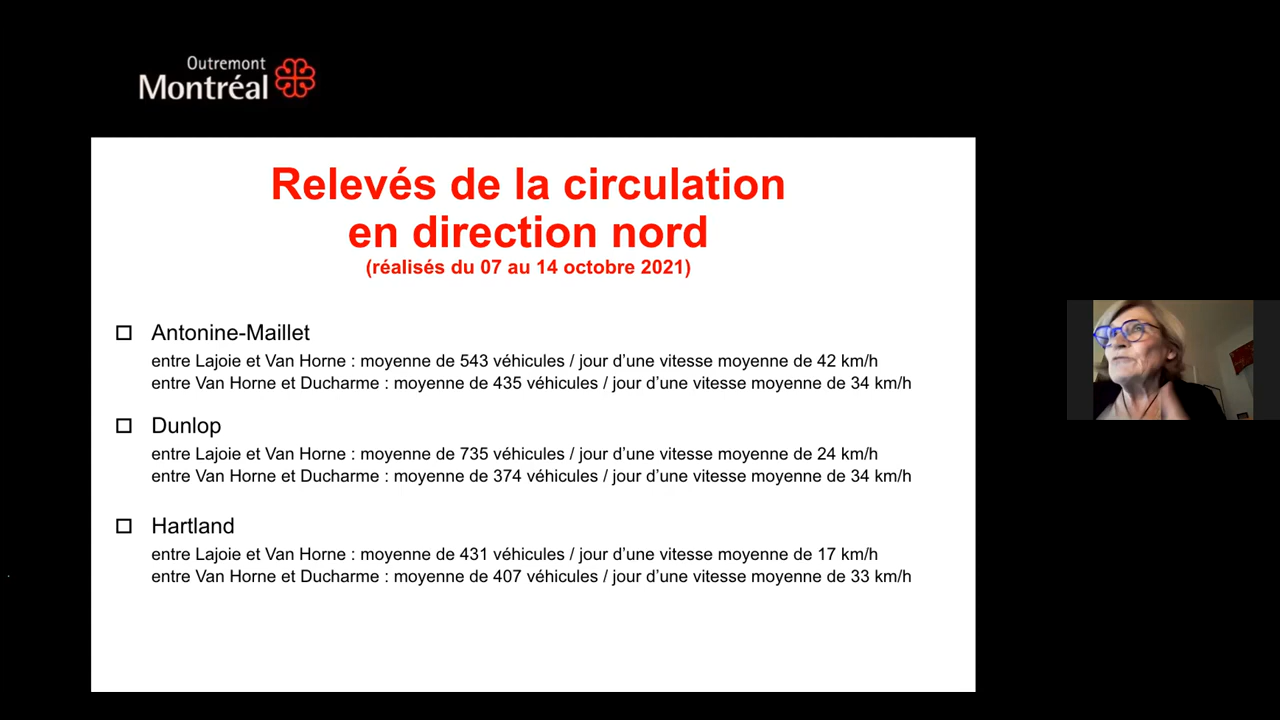 Outremont
Montréal
Relevés de la circulation
en direction nord
(réalisés du 07 au 14 octobre 2021)
Antonine-Maillet
entre Lajoie et Van Horne : moyenne de 543 véhicules / jour d’une vitesse moyenne de 42 km/h
entre Van Horne et Ducharme : moyenne de 435 véhicules / jour d’une vitesse moyenne de 34 km/h
Dunlop
entre Lajoie et Van Horne : moyenne de 735 véhicules / jour d’une vitesse moyenne de 24 km/h
entre Van Horne et Ducharme : moyenne de 374 véhicules / jour d’une vitesse moyenne de 34 km/h
Hartland
entre Lajoie et Van Horne : moyenne de 431 véhicules / jour d’une vitesse moyenne de 17 km/h
entre Van Horne et Ducharme : moyenne de 407 véhicules / jour d’une vitesse moyenne de 33 km/h